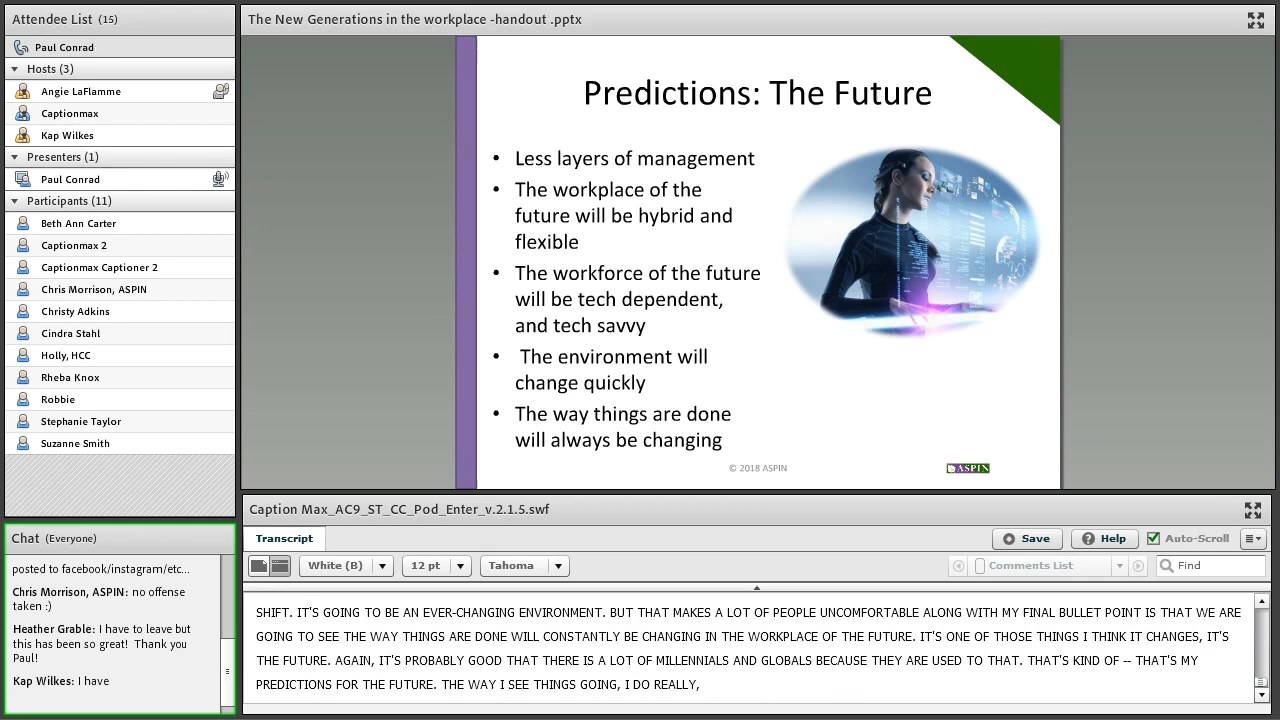 Attendee List (15)
Paul Conrad
Hosts (3)
Angie LaFlamme
Captionmax
Kap Wilkes
Presenters (1)
Paul Conrad
Participants (11)
Beth Ann Carter
Captionmax 2
Captionmax Captioner 2
Chris Morrison, ASPIN
Christy Adkins
Cindra Stahl
Holly, HCC
Rheba Knox
Robbie
Stephanie Taylor
Suzanne Smith
Chat (Everyone)
posted to facebook/instagram/etc...
Chris Morrison, ASPIN: no offense
taken :)
Heather Grable: I have to leave but
this has been so great! Thank you
Paul!
Kap Wilkes: I have
The New Generations in the workplace -handout .pptx
Predictions: The Future
• Less layers of management
• The workplace of the
future will be hybrid and
flexible
• The workforce of the future
will be tech dependent,
and tech savvy
• The environment will
change quickly
• The way things are done
will always be changing
© 2018 ASPIN
ASPIN
Caption Max_AC9_ST_CC_Pod_Enter_v.2.1.5.swf
Transcript
Save
Help
Auto-Scroll
White (B)
12 pt
Tahoma
Comments List
Find
SHIFT. IT'S GOING TO BE AN EVER-CHANGING ENVIRONMENT. BUT THAT MAKES A LOT OF PEOPLE UNCOMFORTABLE ALONG WITH MY FINAL BULLET POINT IS THAT WE ARE
GOING TO SEE THE WAY THINGS ARE DONE WILL CONSTANTLY BE CHANGING IN THE WORKPLACE OF THE FUTURE. IT'S ONE OF THOSE THINGS I THINK IT CHANGES, IT'S
THE FUTURE. AGAIN, IT'S PROBABLY GOOD THAT THERE IS A LOT OF MILLENNIALS AND GLOBALS BECAUSE THEY ARE USED TO THAT. THAT'S KIND OF -- THAT'S MY
PREDICTIONS FOR THE FUTURE. THE WAY I SEE THINGS GOING, I DO REALLY,